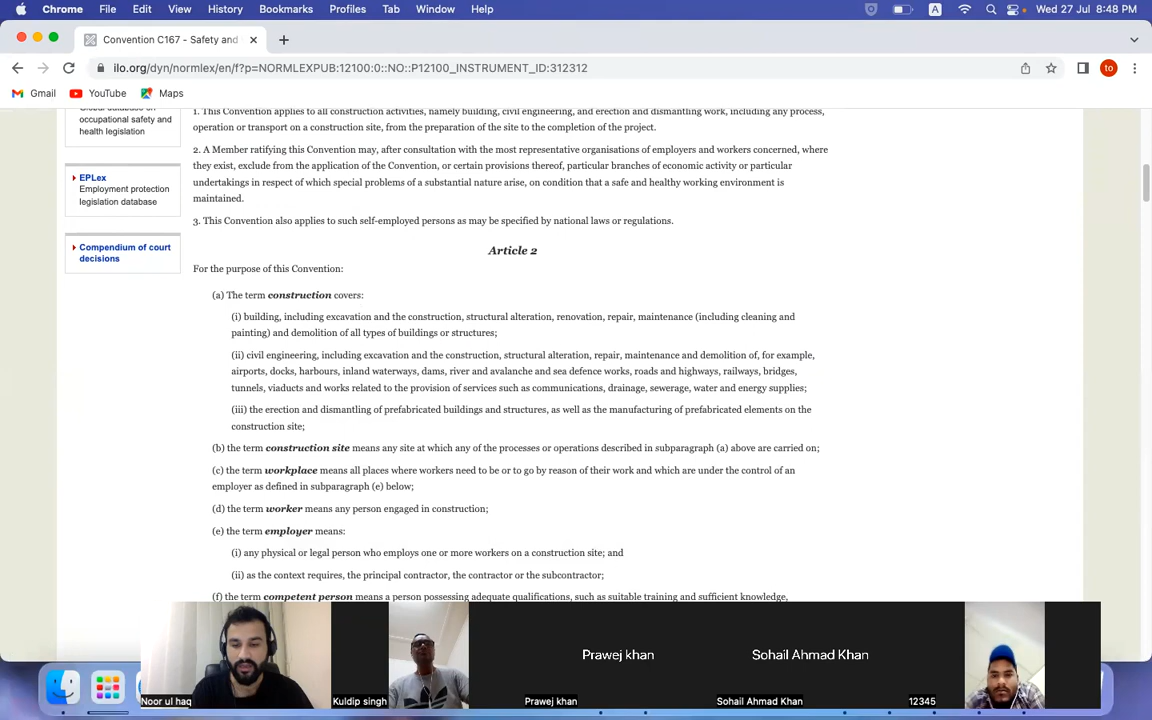 Chrome File Edit View History Bookmarks Profiles Tab Window Help A Wed 27 Jul 8:48 PM
Convention C167 - Safety and
ilo.org/dyn/normlex/en/f?p=NORMLEXPUB:12100:0::NO::P12100_INSTRUMENT_ID:312312 to
Gmail YouTube Maps
Global database on
occupational safety and
health legislation
EPLex
Employment protection
legislation database
Compendium of court
decisions
1. This Convention applies to all construction activities, namely building, civil engineering, and erection and dismantling work, including any process,
operation or transport on a construction site, from the preparation of the site to the completion of the project.
2. A Member ratifying this Convention may, after consultation with the most representative organisations of employers and workers concerned, where
they exist, exclude from the application of the Convention, or certain provisions thereof, particular branches of economic activity or particular
undertakings in respect of which special problems of a substantial nature arise, on condition that a safe and healthy working environment is
maintained.
3. This Convention also applies to such self-employed persons as may be specified by national laws or regulations.
Article 2
For the purpose of this Convention:
(a) The term construction covers:
(i) building, including excavation and the construction, structural alteration, renovation, repair, maintenance (including cleaning and
painting) and demolition of all types of buildings or structures;
(ii) civil engineering, including excavation and the construction, structural alteration, repair, maintenance and demolition of, for example,
airports, docks, harbours, inland waterways, dams, river and avalanche and sea defence works, roads and highways, railways, bridges,
tunnels, viaducts and works related to the provision of services such as communications, drainage, sewerage, water and energy supplies;
(iii) the erection and dismantling of prefabricated buildings and structures, as well as the manufacturing of prefabricated elements on the
construction site;
(b) the term construction site means any site at which any of the processes or operations described in subparagraph (a) above are carried on;
(c) the term workplace means all places where workers need to be or to go by reason of their work and which are under the control of an
employer as defined in subparagraph (e) below;
(d) the term worker means any person engaged in construction;
(e) the term employer means:
(i) any physical or legal person who employs one or more workers on a construction site; and
(ii) as the context requires, the principal contractor, the contractor or the subcontractor;
(f) the term competent person means a person possessing adequate qualifications, such as suitable training and sufficient knowledge,
Prawej khan Sohail Ahmad Khan
Noor ul haq Kuldip singh Prawej khan Sohail Ahmad Khan 12345